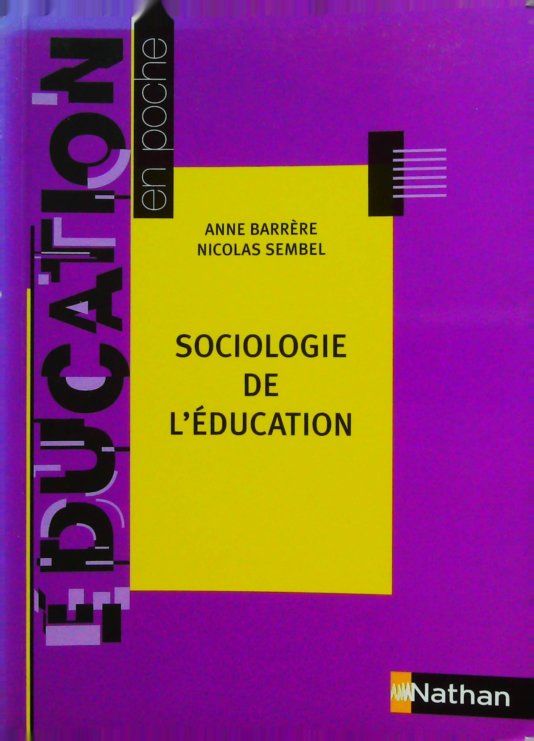 ÉDUCATION
en poche
ANNE BARRÈRE
NICOLAS SEMBEL
SOCIOLOGIE
DE
L'ÉDUCATION
Nathan